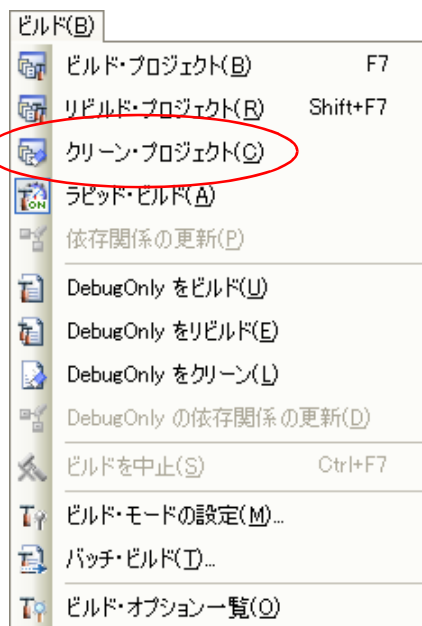 ビルド(B)
ビルド・プロジェクト(B) F7
リビルド・プロジェクト(R) Shift+F7
クリーン・プロジェクト(C)
ON ラピッド・ビルド(A)
依存関係の更新(P)
DebugOnly をビルド(U)
DebugOnly をリビルド(E)
DebugOnly をクリーン(L)
DebugOnly の依存関係の更新(D)
ビルドを中止(S) Ctrl+F7
ビルド・モードの設定(M)...
バッチ・ビルド(T)...
ビルド・オプション一覧(O)